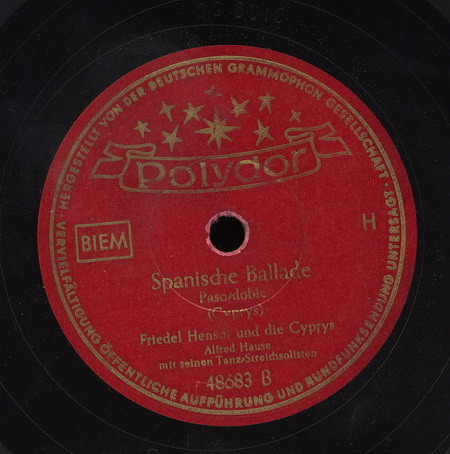 HERGESTELLT VON DER DEUTSCHEN GRAMMOPHON GESELLSCHAFT · VERVIELFÄLTIGUNG ÖFFENTLICHE AUFFÜHRUNG UND RUNDFUNKSENDUNG UNTERSAGT ·
Polydor
BIEM
H
Spanische Ballade
Pasodoble
(Cyprys)
Friedel Hensch und die Cyprys
Alfred Hause
mit seinen Tanz-Streichsolisten
48683 B